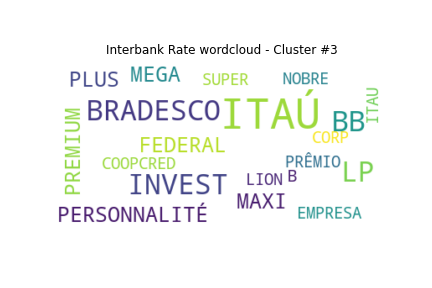 Interbank Rate wordcloud - Cluster #3
PLUS MEGA SUPER NOBRE
PREMIUM BRADESCO ITAÚ BB ITAU
FEDERAL CORP
COOPCRED PRÊMIO
INVEST LION B LP
PERSONNALITÉ MAXI EMPRESA